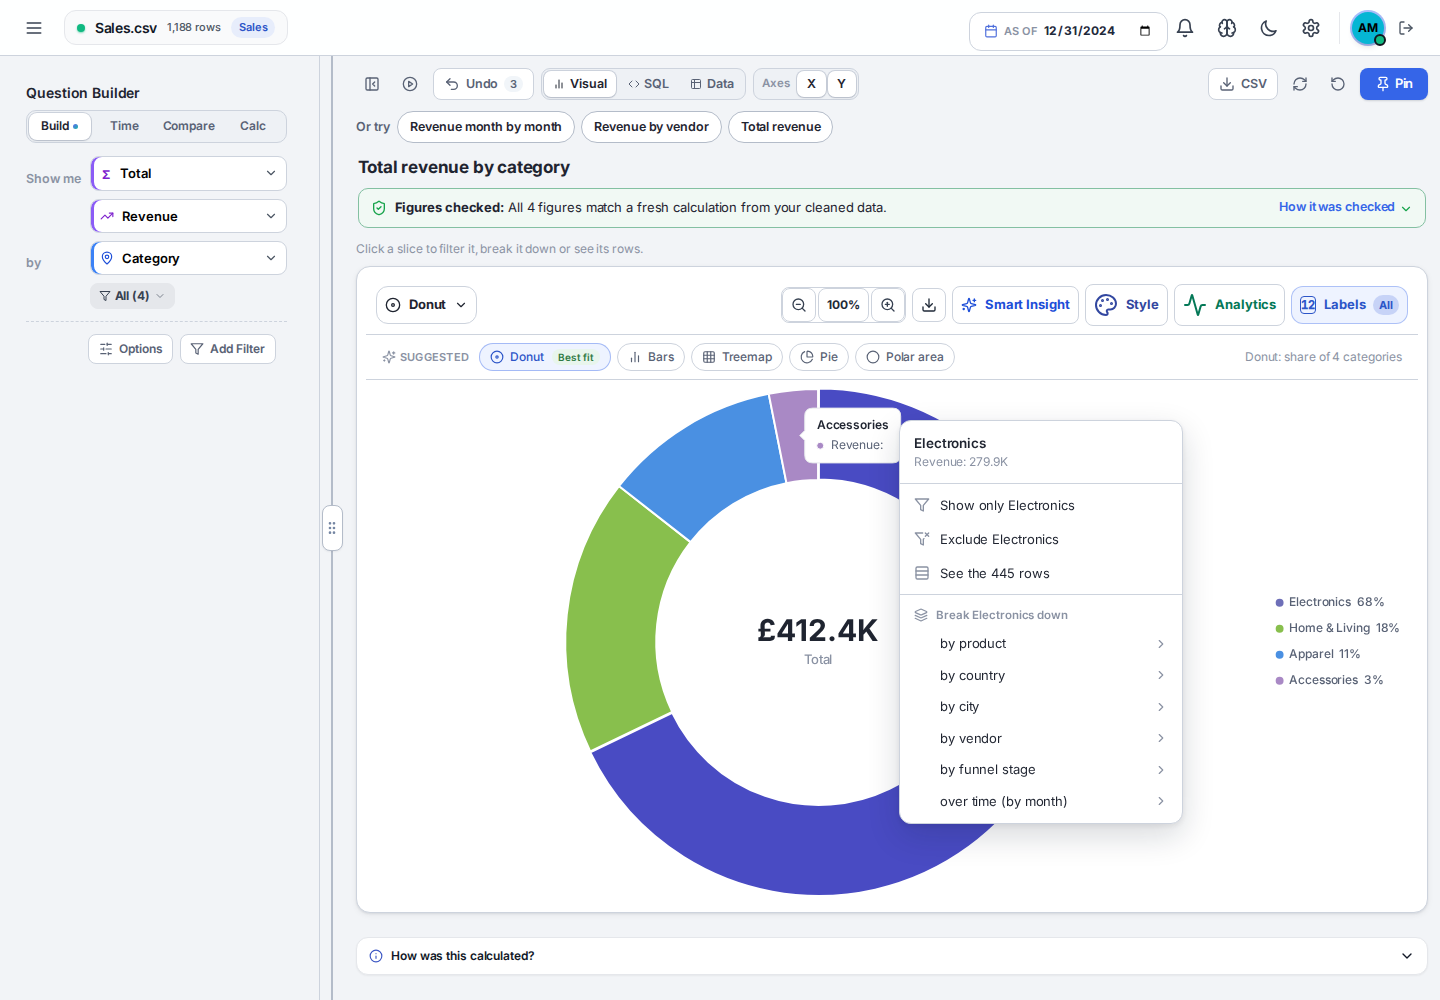 Sales.csv 1,188 rows Sales
AS OF 12/31/2024
AM
Question Builder
Build Time Compare Calc
Show me Total
Revenue
by Category
All (4)
Options Add Filter
Undo 3 Visual SQL Data Axes X Y CSV Pin
Or try Revenue month by month Revenue by vendor Total revenue
Total revenue by category
Figures checked: All 4 figures match a fresh calculation from your cleaned data. How it was checked
Click a slice to filter it, break it down or see its rows.
Donut 100% Smart Insight Style Analytics 12 Labels All
SUGGESTED Donut Best fit Bars Treemap Pie Polar area Donut: share of 4 categories
Accessories
Revenue:
Electronics
Revenue: 279.9K
Show only Electronics
Exclude Electronics
See the 445 rows
Break Electronics down
by product
by country
by city
by vendor
by funnel stage
over time (by month)
£412.4K
Total
Electronics 68%
Home & Living 18%
Apparel 11%
Accessories 3%
How was this calculated?